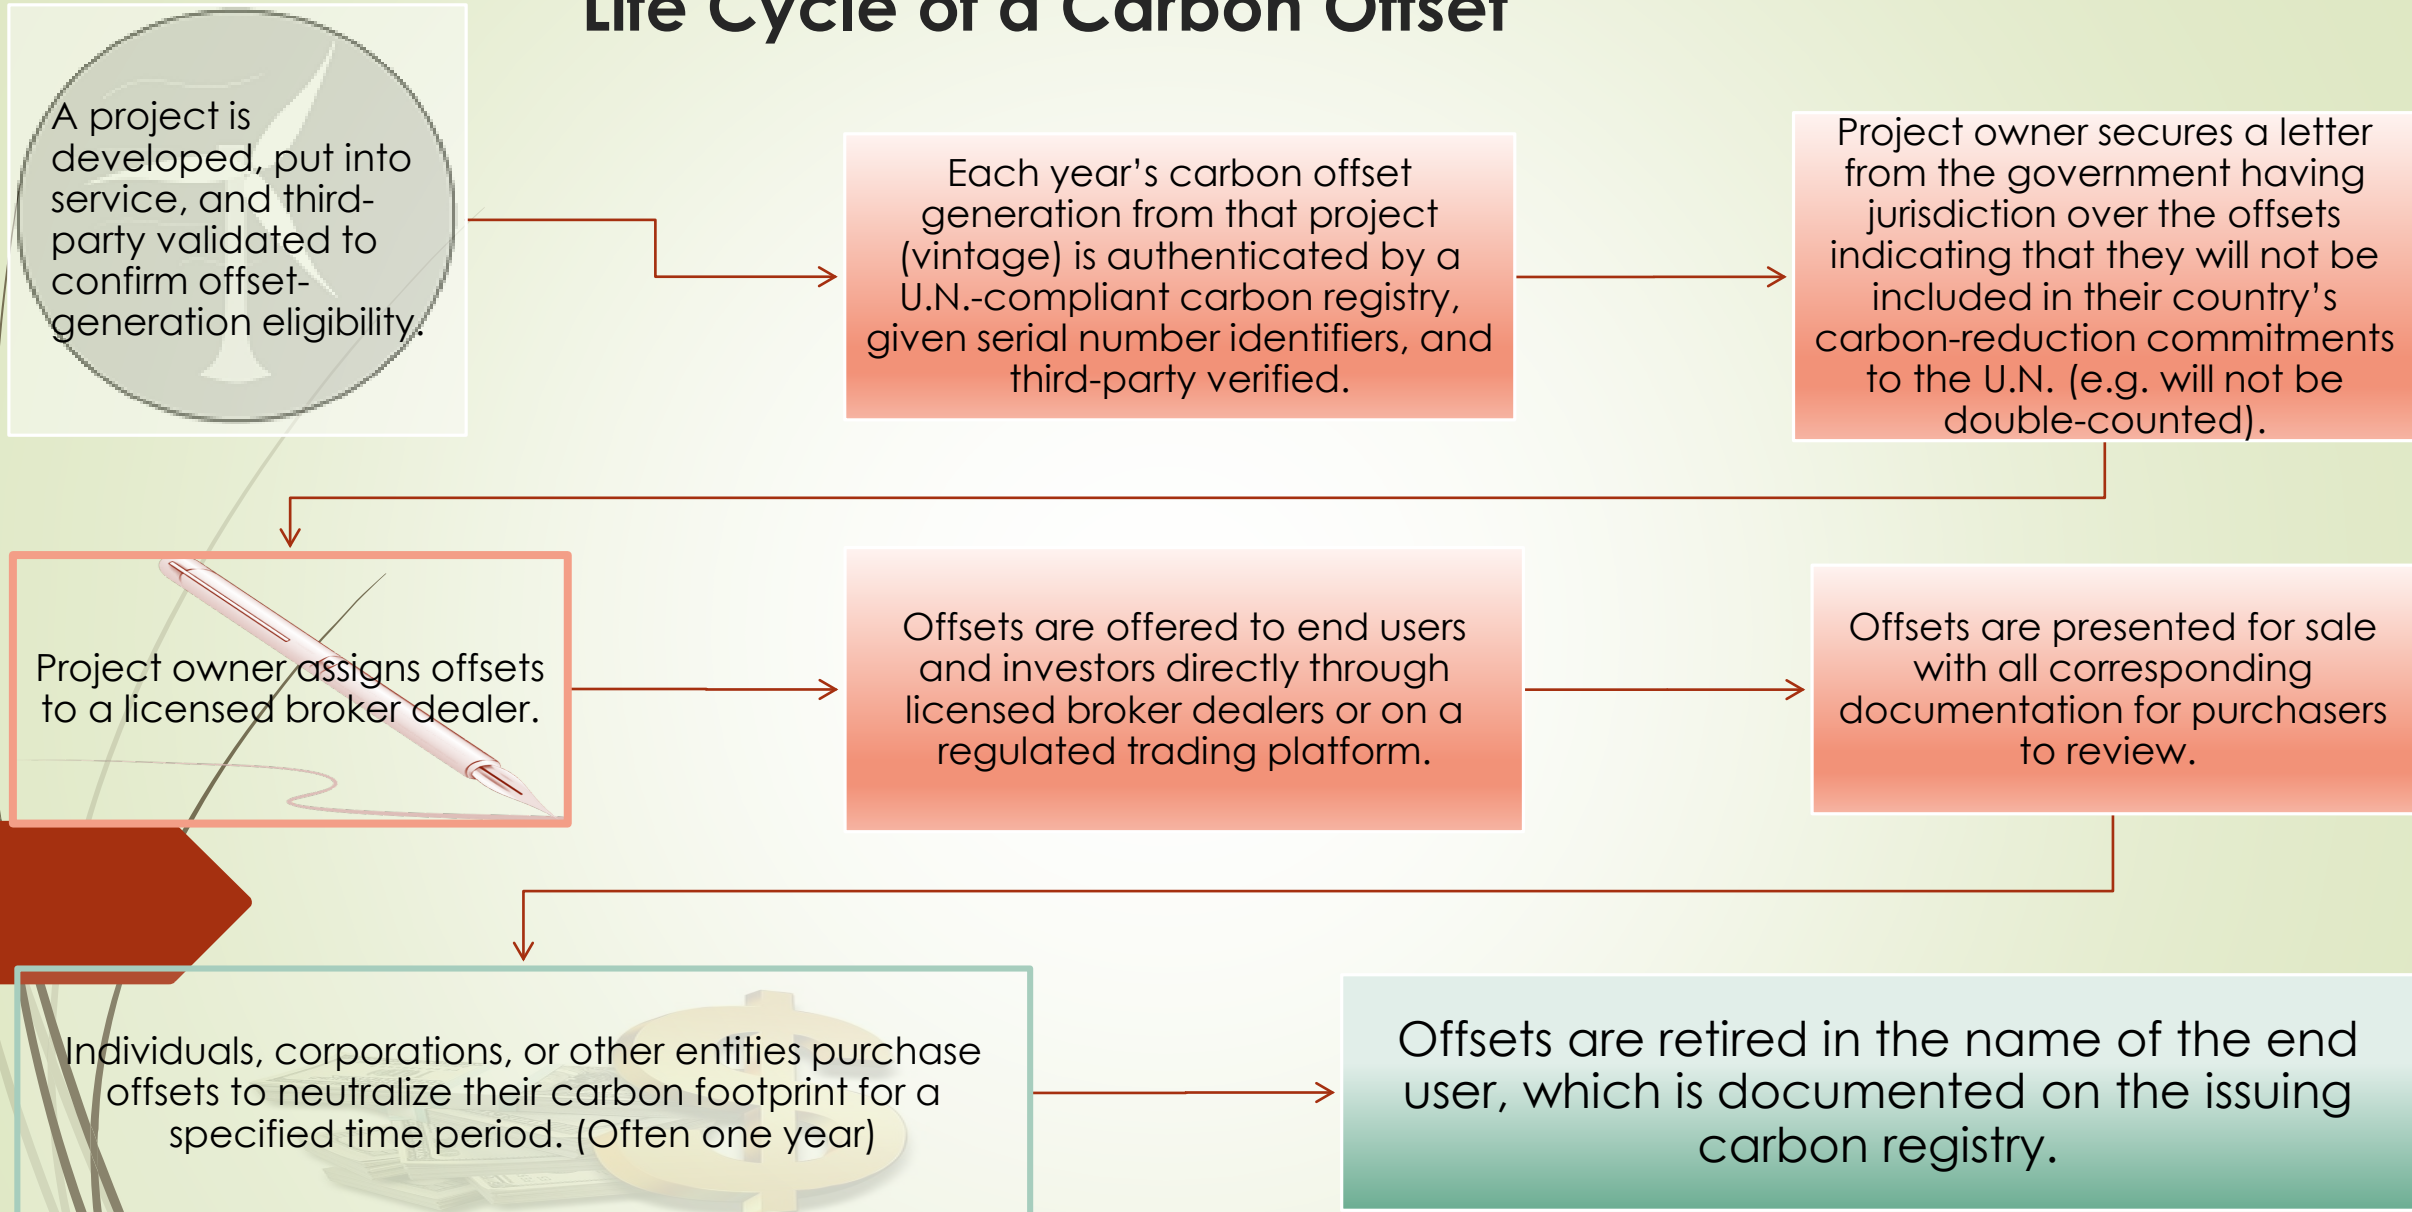 Life Cycle of a Carbon Offset
A project is
developed, put into
service, and third-
party validated to
confirm offset-
generation eligibility.
Each year’s carbon offset
generation from that project
(vintage) is authenticated by a
U.N.-compliant carbon registry,
given serial number identifiers, and
third-party verified.
Project owner secures a letter
from the government having
jurisdiction over the offsets
indicating that they will not be
included in their country’s
carbon-reduction commitments
to the U.N. (e.g. will not be
double-counted).
Project owner assigns offsets
to a licensed broker dealer.
Offsets are offered to end users
and investors directly through
licensed broker dealers or on a
regulated trading platform.
Offsets are presented for sale
with all corresponding
documentation for purchasers
to review.
Individuals, corporations, or other entities purchase
offsets to neutralize their carbon footprint for a
specified time period. (Often one year)
Offsets are retired in the name of the end
user, which is documented on the issuing
carbon registry.